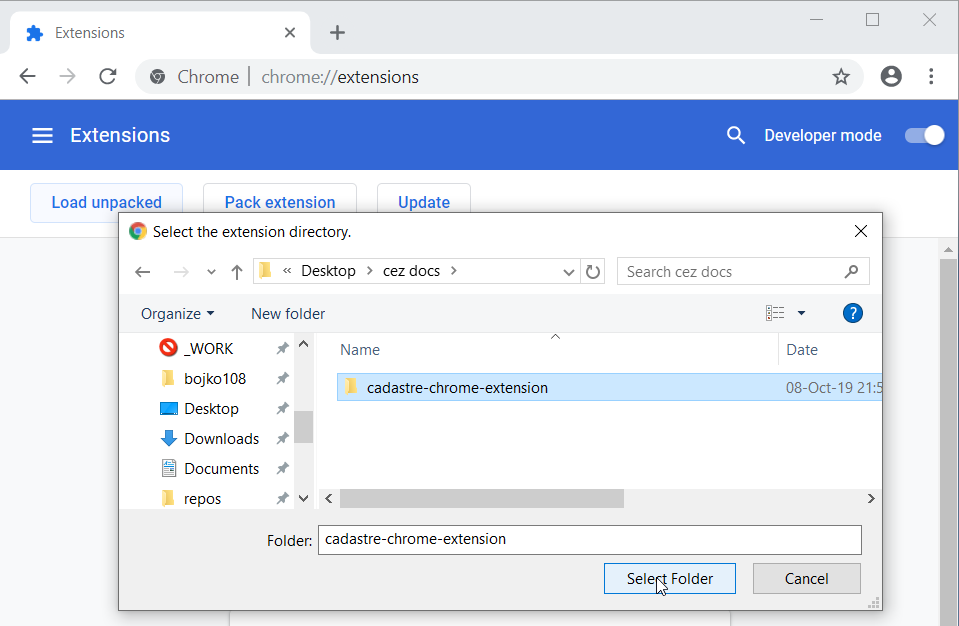 Extensions
Chrome | chrome://extensions
Extensions
Developer mode
Load unpacked
Pack extension
Update
Select the extension directory.
« Desktop > cez docs >
Search cez docs
Organize
New folder
?
Name
Date
_WORK
bojko108
Desktop
Downloads
Documents
repos
cadastre-chrome-extension
08-Oct-19 21:5
Folder:
cadastre-chrome-extension
Select Folder
Cancel